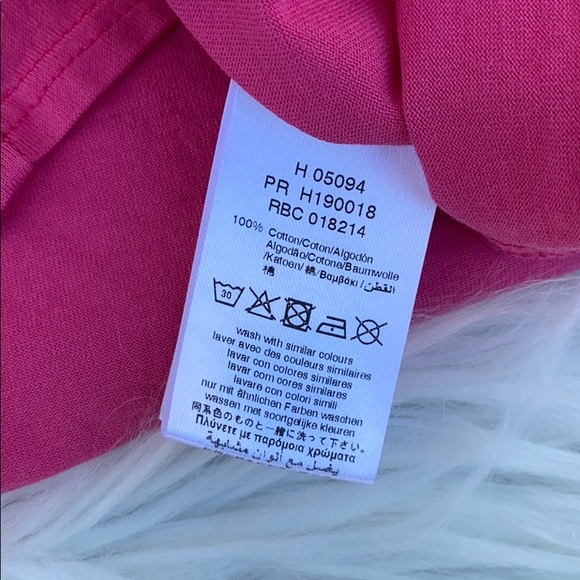 H 05094
PR H190018
RBC 018214
100% Cotton/Coton/Algodón
Algodão/Cotone/Baumwolle
/Katoen/ 綿/Βαμβάκι / القطن/
棉
30
wash with similar colours
laver avec des couleurs similaires
lavar con colores similares
lavar com cores similares
lavare con colori simili
nur mit ähnlichen Farben waschen
wassen met soortgelijke kleuren
同系色のものと一緒に洗って下さい。
Πλύνετε με παρόμοια χρώματα
يغسل مع ألوان مشابهة